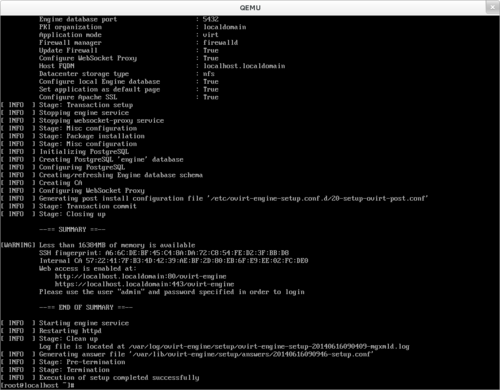 QEMU
Engine database port : 5432
PKI organization : localdomain
Application mode : virt
Firewall manager : firewalld
Update Firewall : True
Configure WebSocket Proxy : True
Host FQDN : localhost.localdomain
Datacenter storage type : nfs
Configure local Engine database : True
Set application as default page : True
Configure Apache SSL : True
[ INFO ] Stage: Transaction setup
[ INFO ] Stopping engine service
[ INFO ] Stopping websocket-proxy service
[ INFO ] Stage: Misc configuration
[ INFO ] Stage: Package installation
[ INFO ] Stage: Misc configuration
[ INFO ] Initializing PostgreSQL
[ INFO ] Creating PostgreSQL 'engine' database
[ INFO ] Configuring PostgreSQL
[ INFO ] Creating/refreshing Engine database schema
[ INFO ] Creating CA
[ INFO ] Configuring WebSocket Proxy
[ INFO ] Generating post install configuration file '/etc/ovirt-engine-setup.conf.d/20-setup-ovirt-post.conf'
[ INFO ] Stage: Transaction commit
[ INFO ] Stage: Closing up
--== SUMMARY ==--
[WARNING] Less than 16384MB of memory is available
SSH fingerprint: A6:6C:DE:BF:45:C4:8A:DA:72:C8:54:FE:D2:3F:BB:D8
Internal CA 57:22:41:7F:B3:4D:42:39:AE:BF:2D:80:EB:6F:E9:EE:02:FC:DE:
Web access is enabled at:
http://localhost.localdomain:80/ovirt-engine
https://localhost.localdomain:443/ovirt-engine
Please use the user "admin" and password specified in order to login
--== END OF SUMMARY ==--
[ INFO ] Starting engine service
[ INFO ] Restarting httpd
[ INFO ] Stage: Clean up
Log file is located at /var/log/ovirt-engine/setup/ovirt-engine-setup-20140616090409-mgxmld.log
[ INFO ] Generating answer file '/var/lib/ovirt-engine/setup/answers/20140616090946-setup.conf'
[ INFO ] Stage: Pre-termination
[ INFO ] Stage: Termination
[ INFO ] Execution of setup completed successfully
[root@localhost ~]#